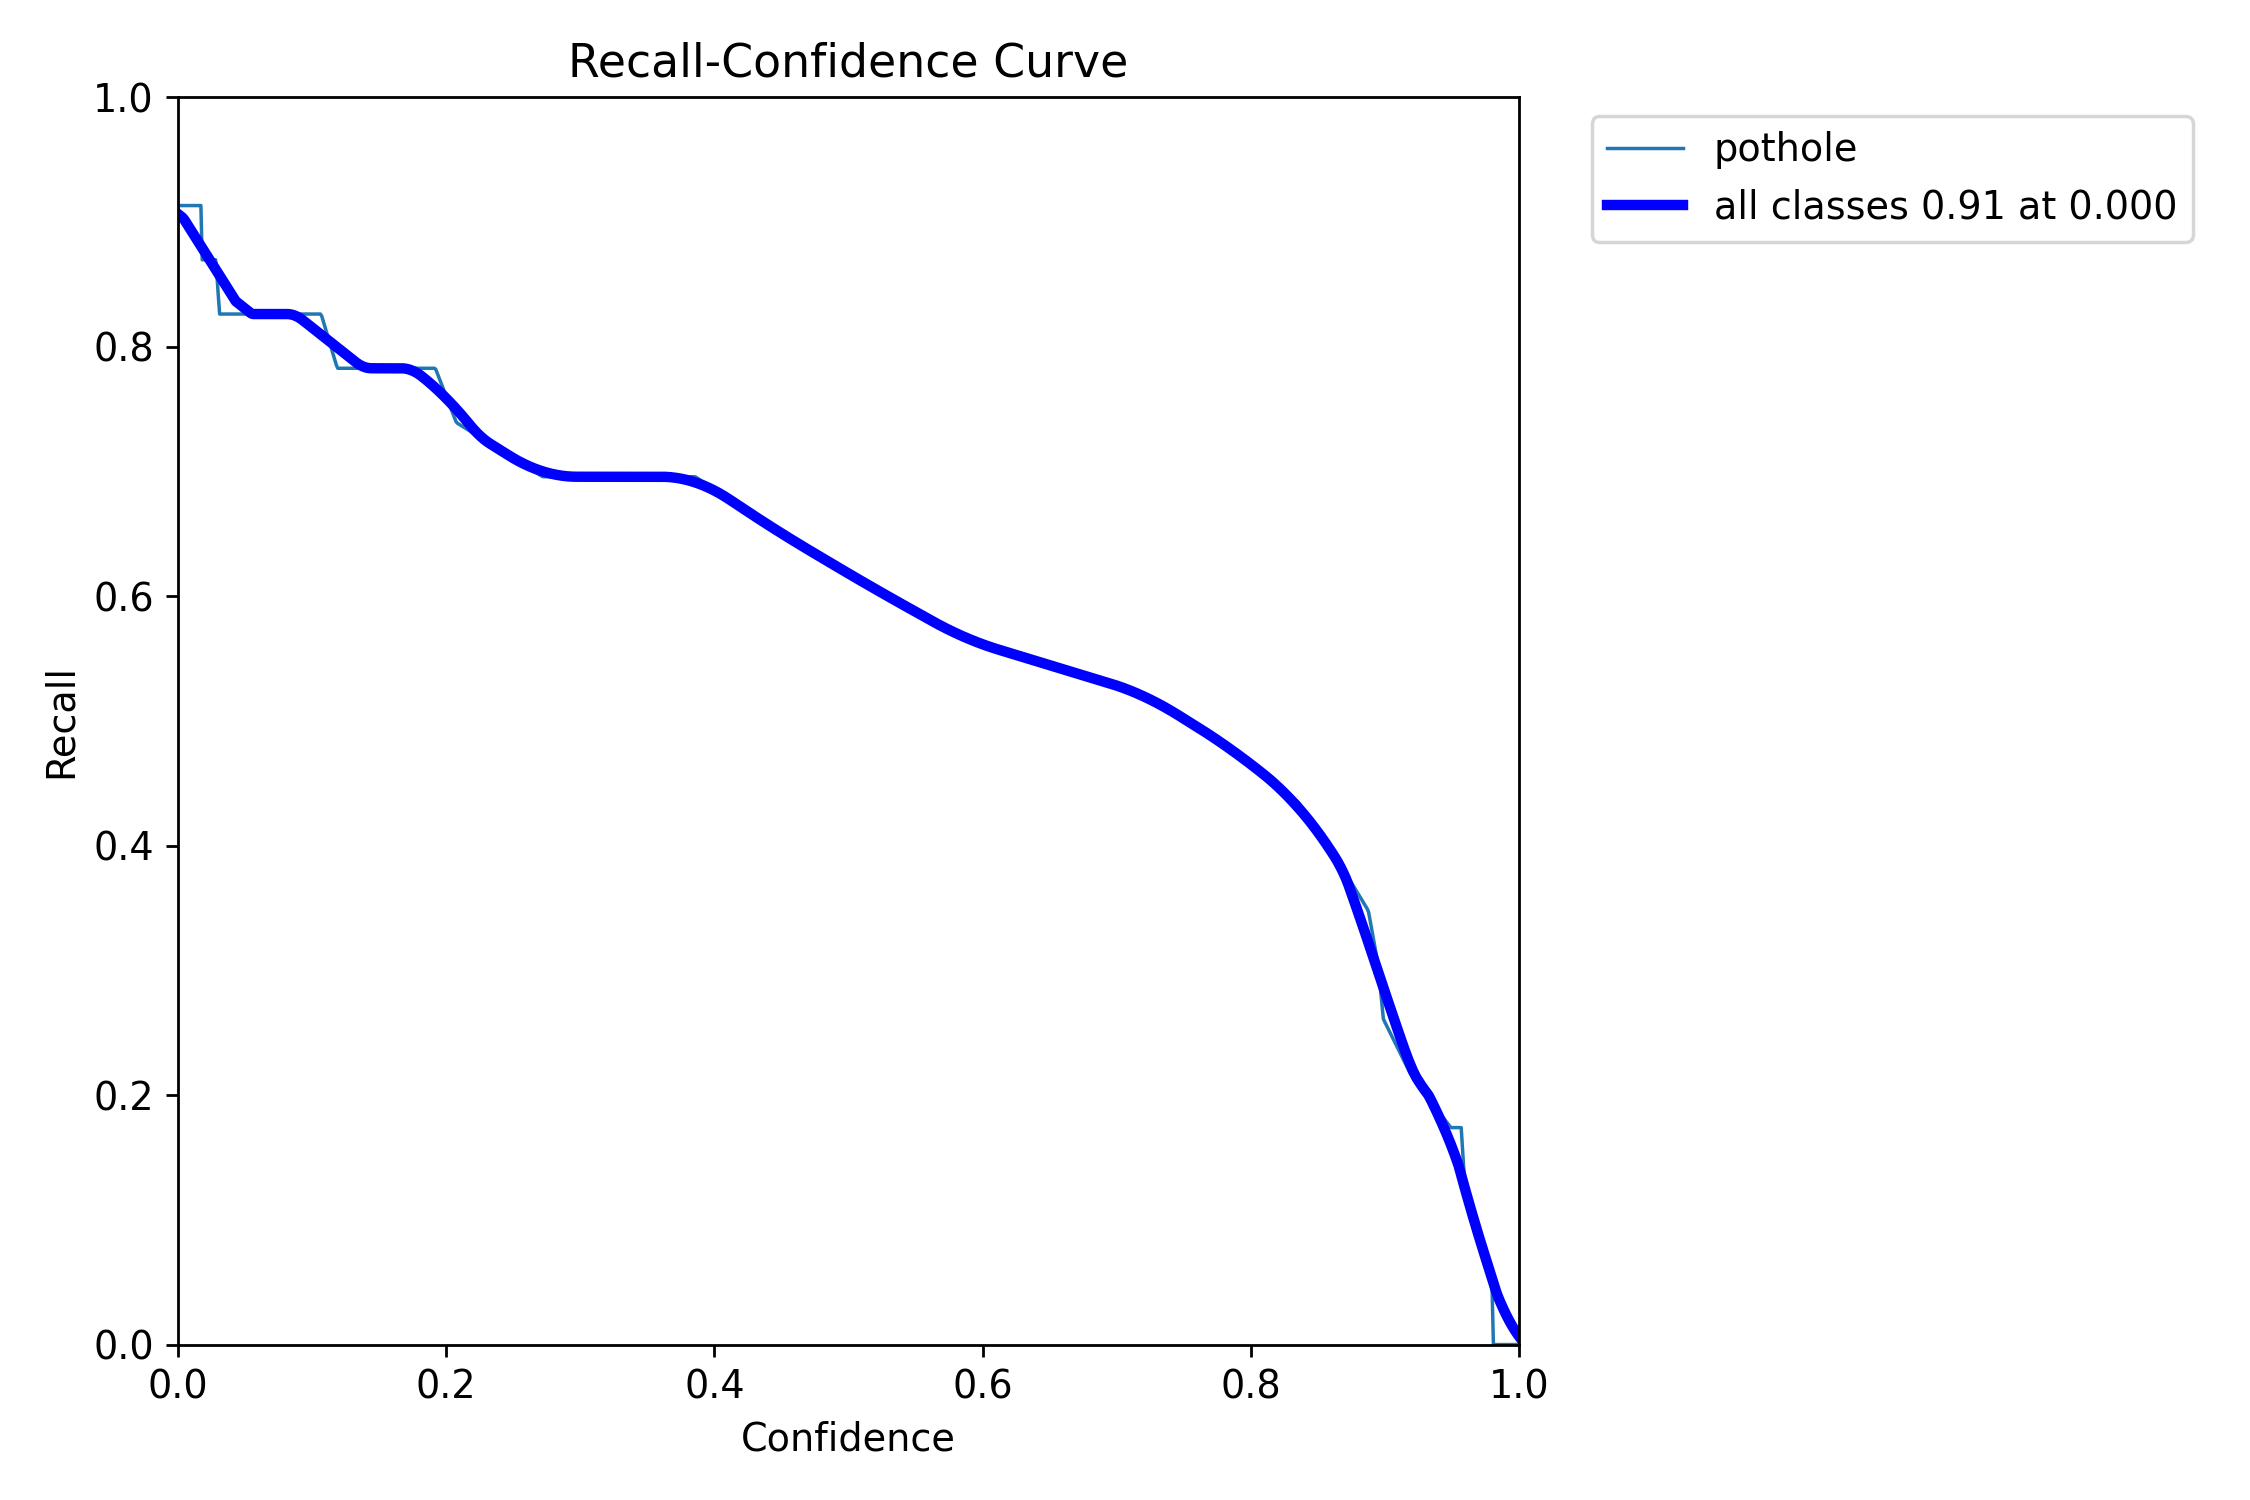 Recall-Confidence Curve
1.0
0.8
0.6
0.4
0.2
0.0
Recall
0.0 0.2 0.4 0.6 0.8 1.0
Confidence
pothole
all classes 0.91 at 0.000